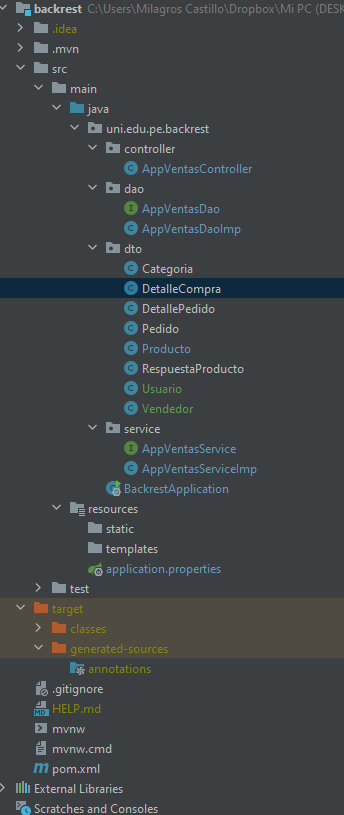 backrest C:\Users\Milagros Castillo\Dropbox\Mi PC (DESK
.idea
.mvn
src
main
java
uni.edu.pe.backrest
controller
AppVentasController
dao
AppVentasDao
AppVentasDaoImp
dto
Categoria
DetalleCompra
DetallePedido
Pedido
Producto
RespuestaProducto
Usuario
Vendedor
service
AppVentasService
AppVentasServiceImp
BackrestApplication
resources
static
templates
application.properties
test
target
classes
generated-sources
annotations
.gitignore
HELP.md
mvnw
mvnw.cmd
pom.xml
External Libraries
Scratches and Consoles